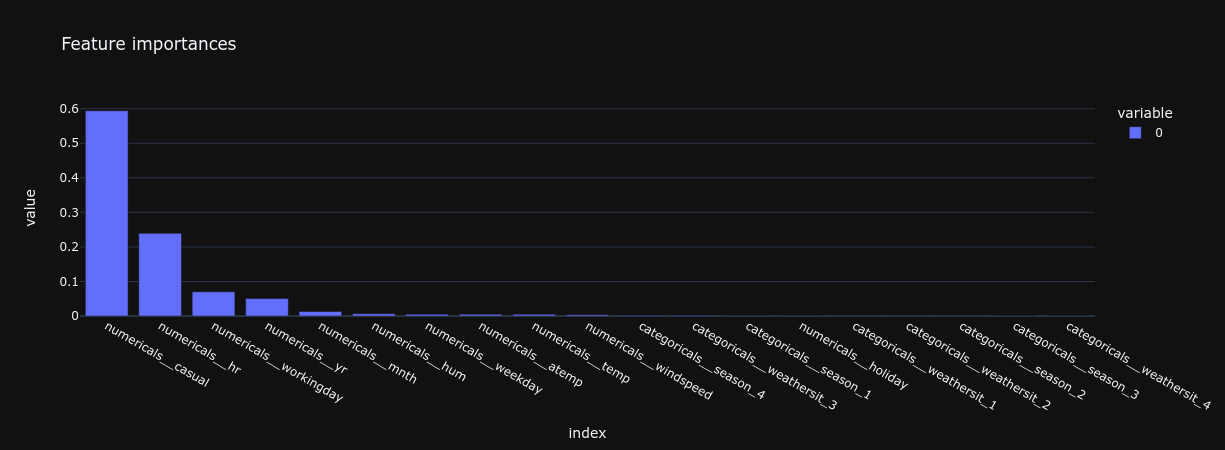 Feature importances
variable
0
value
0.6
0.5
0.4
0.3
0.2
0.1
0
numericals__casual
numericals__hr
numericals__workingday
numericals__yr
numericals__mnth
numericals__hum
numericals__weekday
numericals__atemp
numericals__temp
numericals__windspeed
categoricals__season_4
categoricals__weathersit_3
categoricals__season_1
numericals__holiday
categoricals__weathersit_1
categoricals__weathersit_2
categoricals__season_2
categoricals__season_3
categoricals__weathersit_4
index